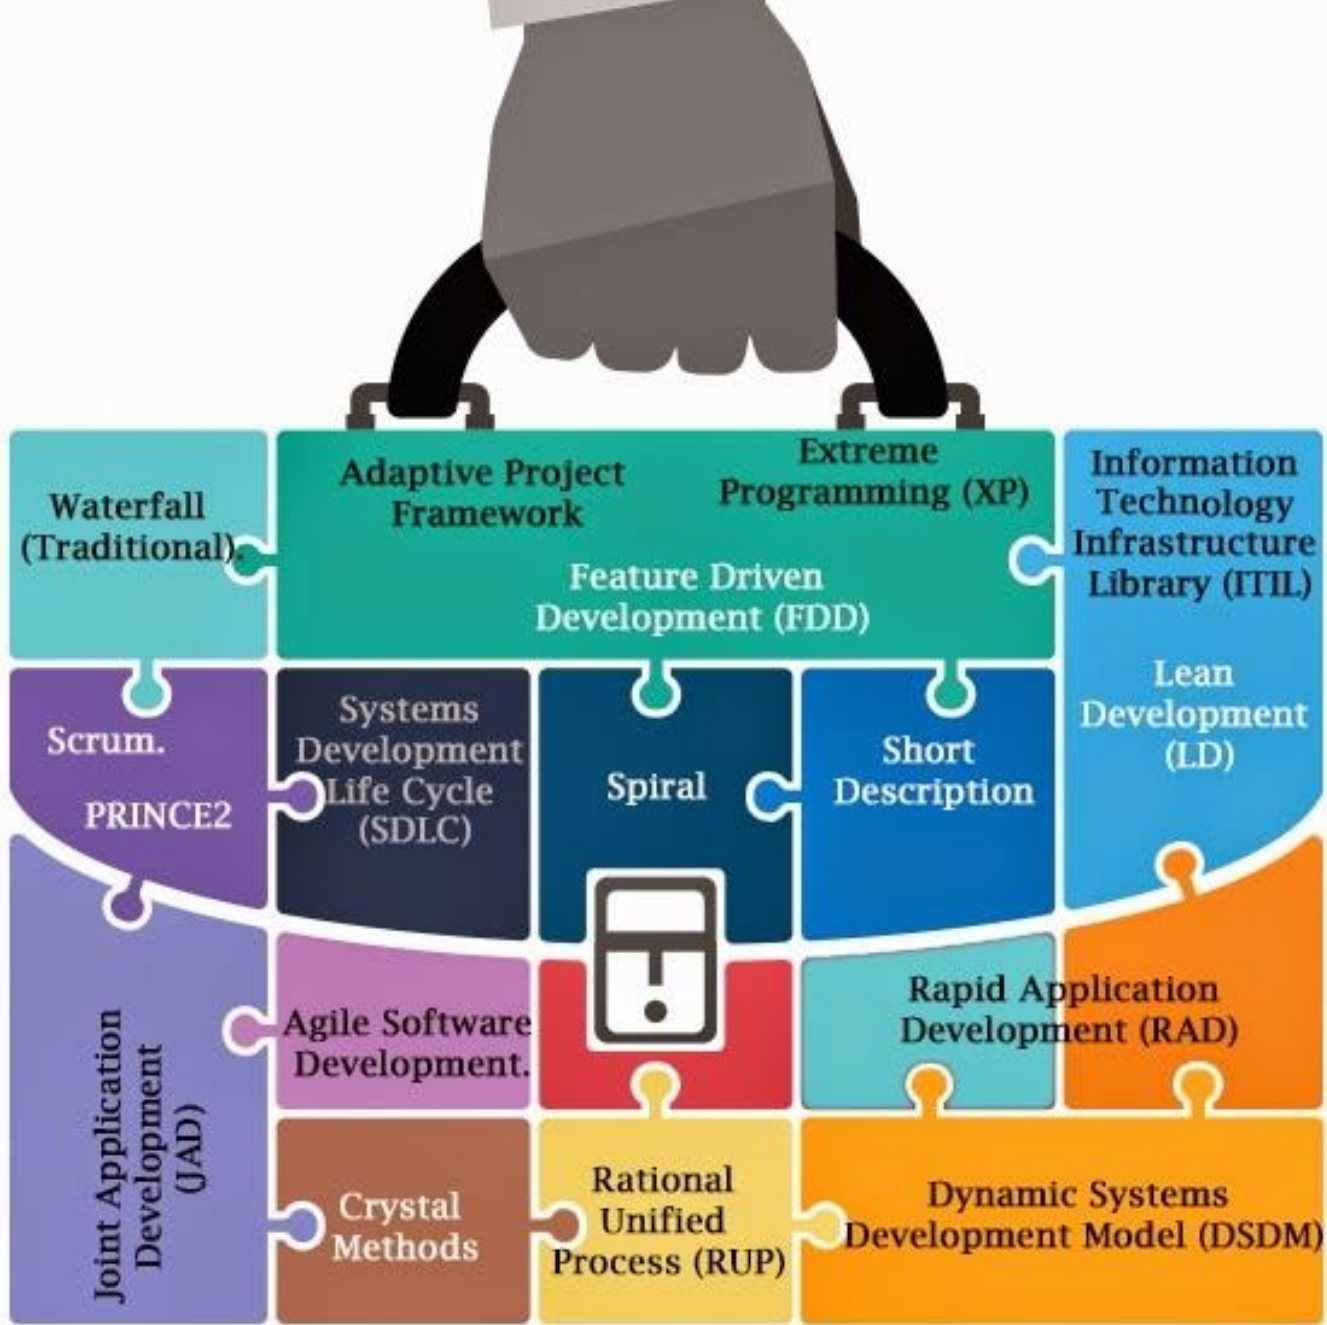 Waterfall
(Traditional).
Adaptive Project
Framework
Extreme
Programming (XP)
Feature Driven
Development (FDD)
Information
Technology
Infrastructure
Library (ITIL)
Lean
Development
(LD)
Scrum.
PRINCE2
Systems
Development
Life Cycle
(SDLC)
Spiral
Short
Description
Joint Application
Development
(JAD)
Agile Software
Development.
Rapid Application
Development (RAD)
Crystal
Methods
Rational
Unified
Process (RUP)
Dynamic Systems
Development Model (DSDM)